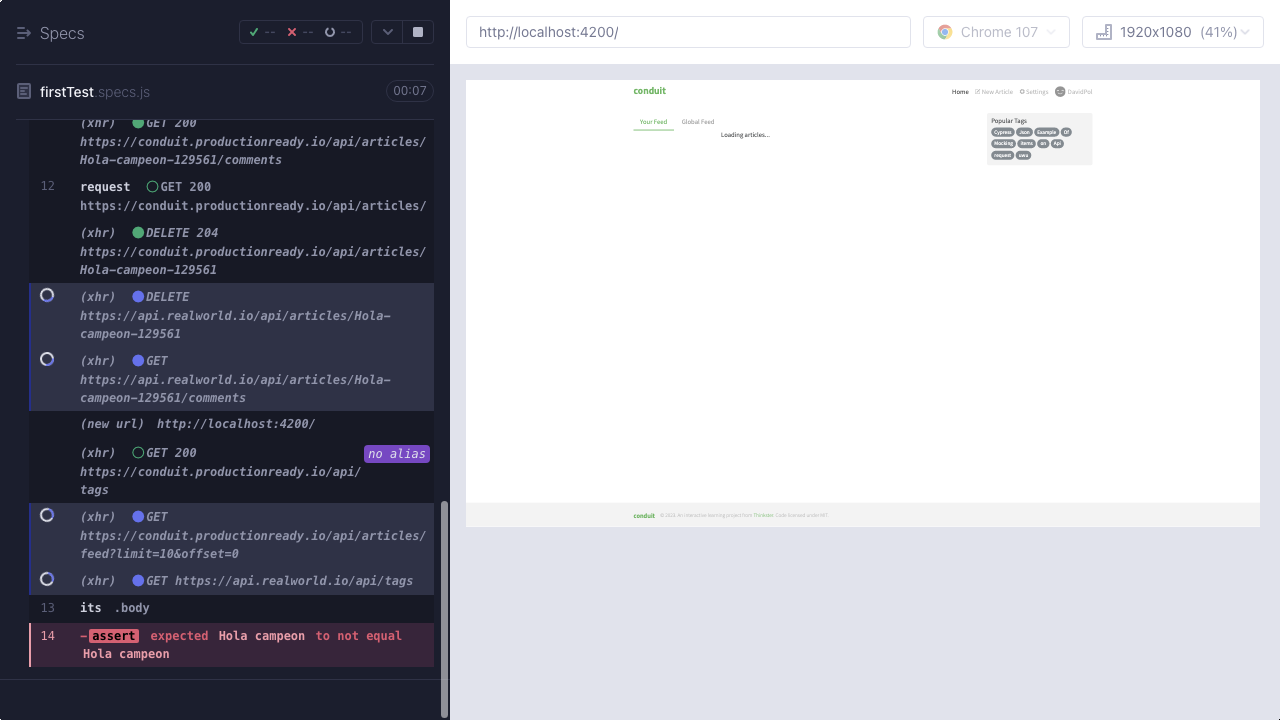 Specs
-- -- --
firstTest.specs.js
00:07
(xhr) GET 200
https://conduit.productionready.io/api/articles/
Hola-campeon-129561/comments
12 request GET 200
https://conduit.productionready.io/api/articles/
(xhr) DELETE 204
https://conduit.productionready.io/api/articles/
Hola-campeon-129561
(xhr) DELETE
https://api.realworld.io/api/articles/Hola-
campeon-129561
(xhr) GET
https://api.realworld.io/api/articles/Hola-
campeon-129561/comments
(new url) http://localhost:4200/
(xhr) GET 200 no alias
https://conduit.productionready.io/api/
tags
(xhr) GET
https://conduit.productionready.io/api/articles/
feed?limit=10&offset=0
(xhr) GET https://api.realworld.io/api/tags
13 its .body
14 -assert expected Hola campeon to not equal
Hola campeon
http://localhost:4200/
Chrome 107
1920x1080 (41%)
conduit
Home New Article Settings DavidPol
Your Feed Global Feed
Loading articles...
Popular Tags
Cypress Json Example Of
Mocking Items on Api
request uwu
conduit © 2020. An interactive learning project from Thinkster. Code licensed under MIT.